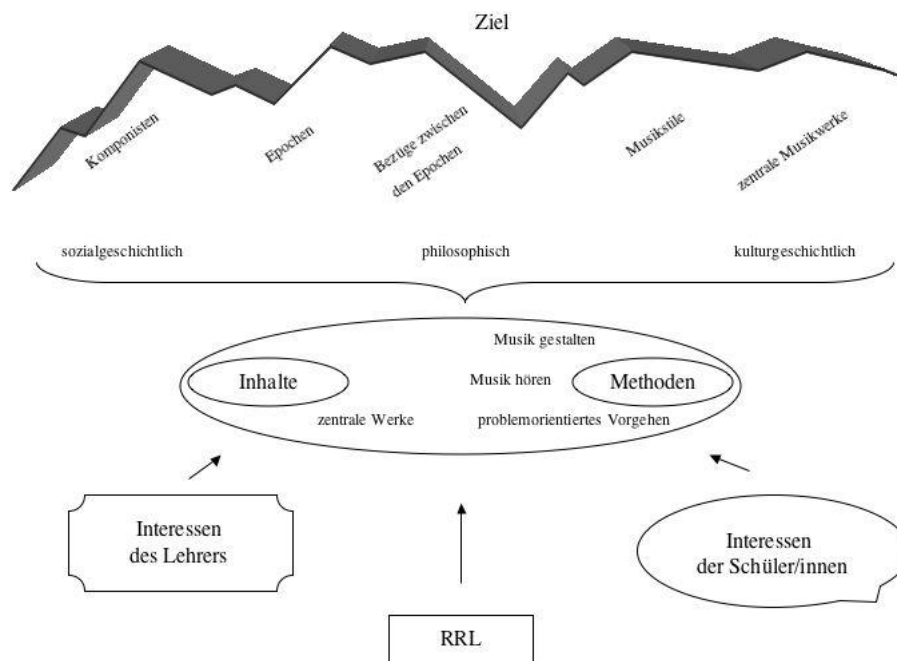 Ziel
Komponisten
Epochen
Bezüge zwischen
den Epochen
Musikstile
zentrale Musikwerke
sozialgeschichtlich
philosophisch
kulturgeschichtlich
Musik gestalten
Inhalte
Musik hören
Methoden
zentrale Werke
problemorientiertes Vorgehen
Interessen
des Lehrers
Interessen
der Schüler/innen
RRL